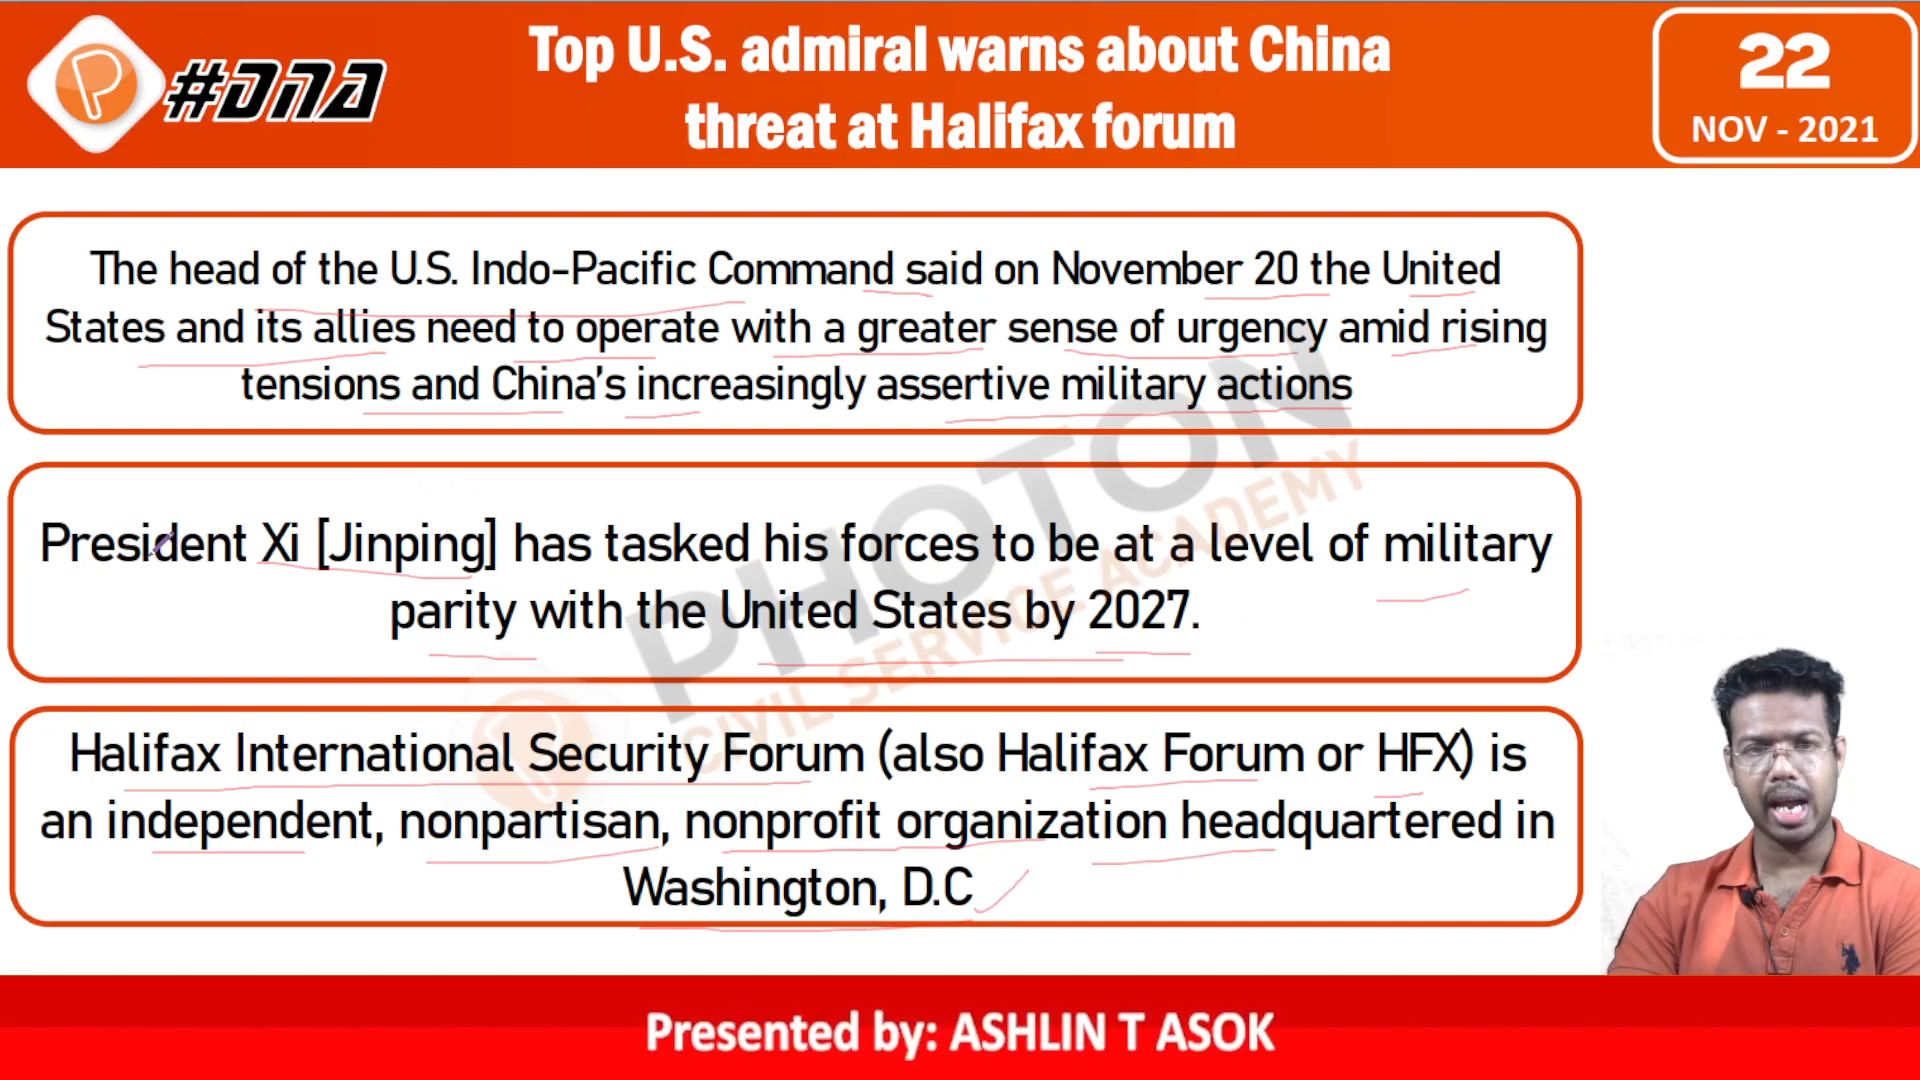 #DNA
Top U.S. admiral warns about China
threat at Halifax forum
22
NOV - 2021
The head of the U.S. Indo-Pacific Command said on November 20 the United
States and its allies need to operate with a greater sense of urgency amid rising
tensions and China's increasingly assertive military actions
President Xi [Jinping] has tasked his forces to be at a level of military
parity with the United States by 2027.
Halifax International Security Forum (also Halifax Forum or HFX) is
an independent, nonpartisan, nonprofit organization headquartered in
Washington, D.C
PHOTON
CIVIL SERVICE ACADEMY
Presented by: ASHLIN T ASOK